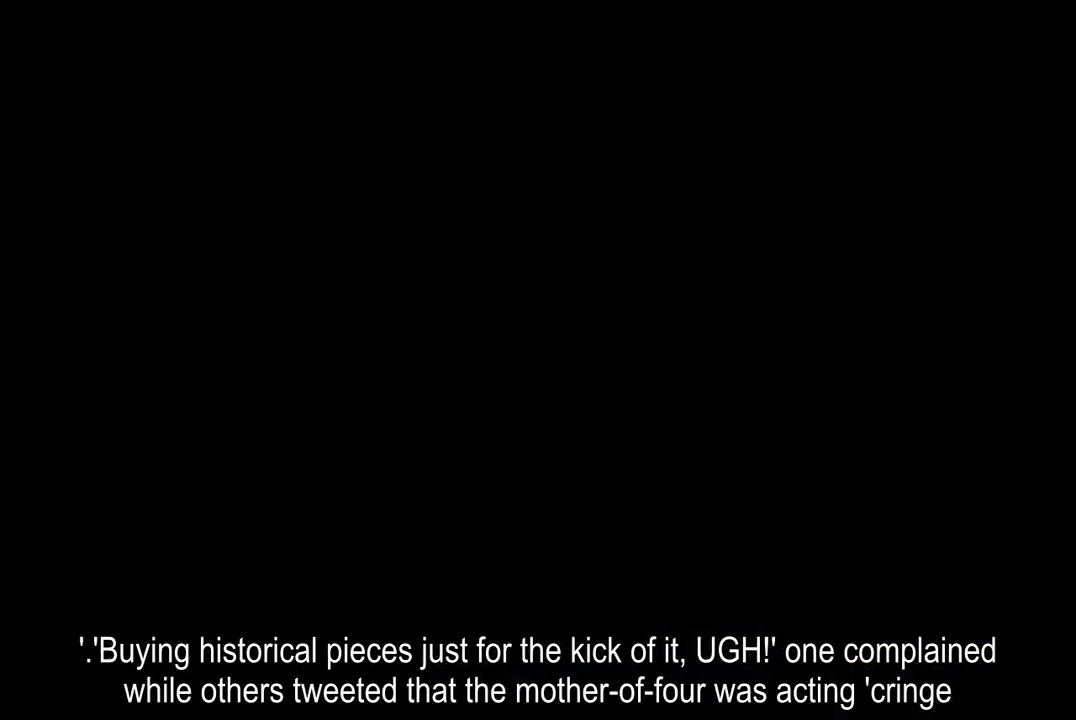 '.'Buying historical pieces just for the kick of it, UGH!' one complained
while others tweeted that the mother-of-four was acting 'cringe